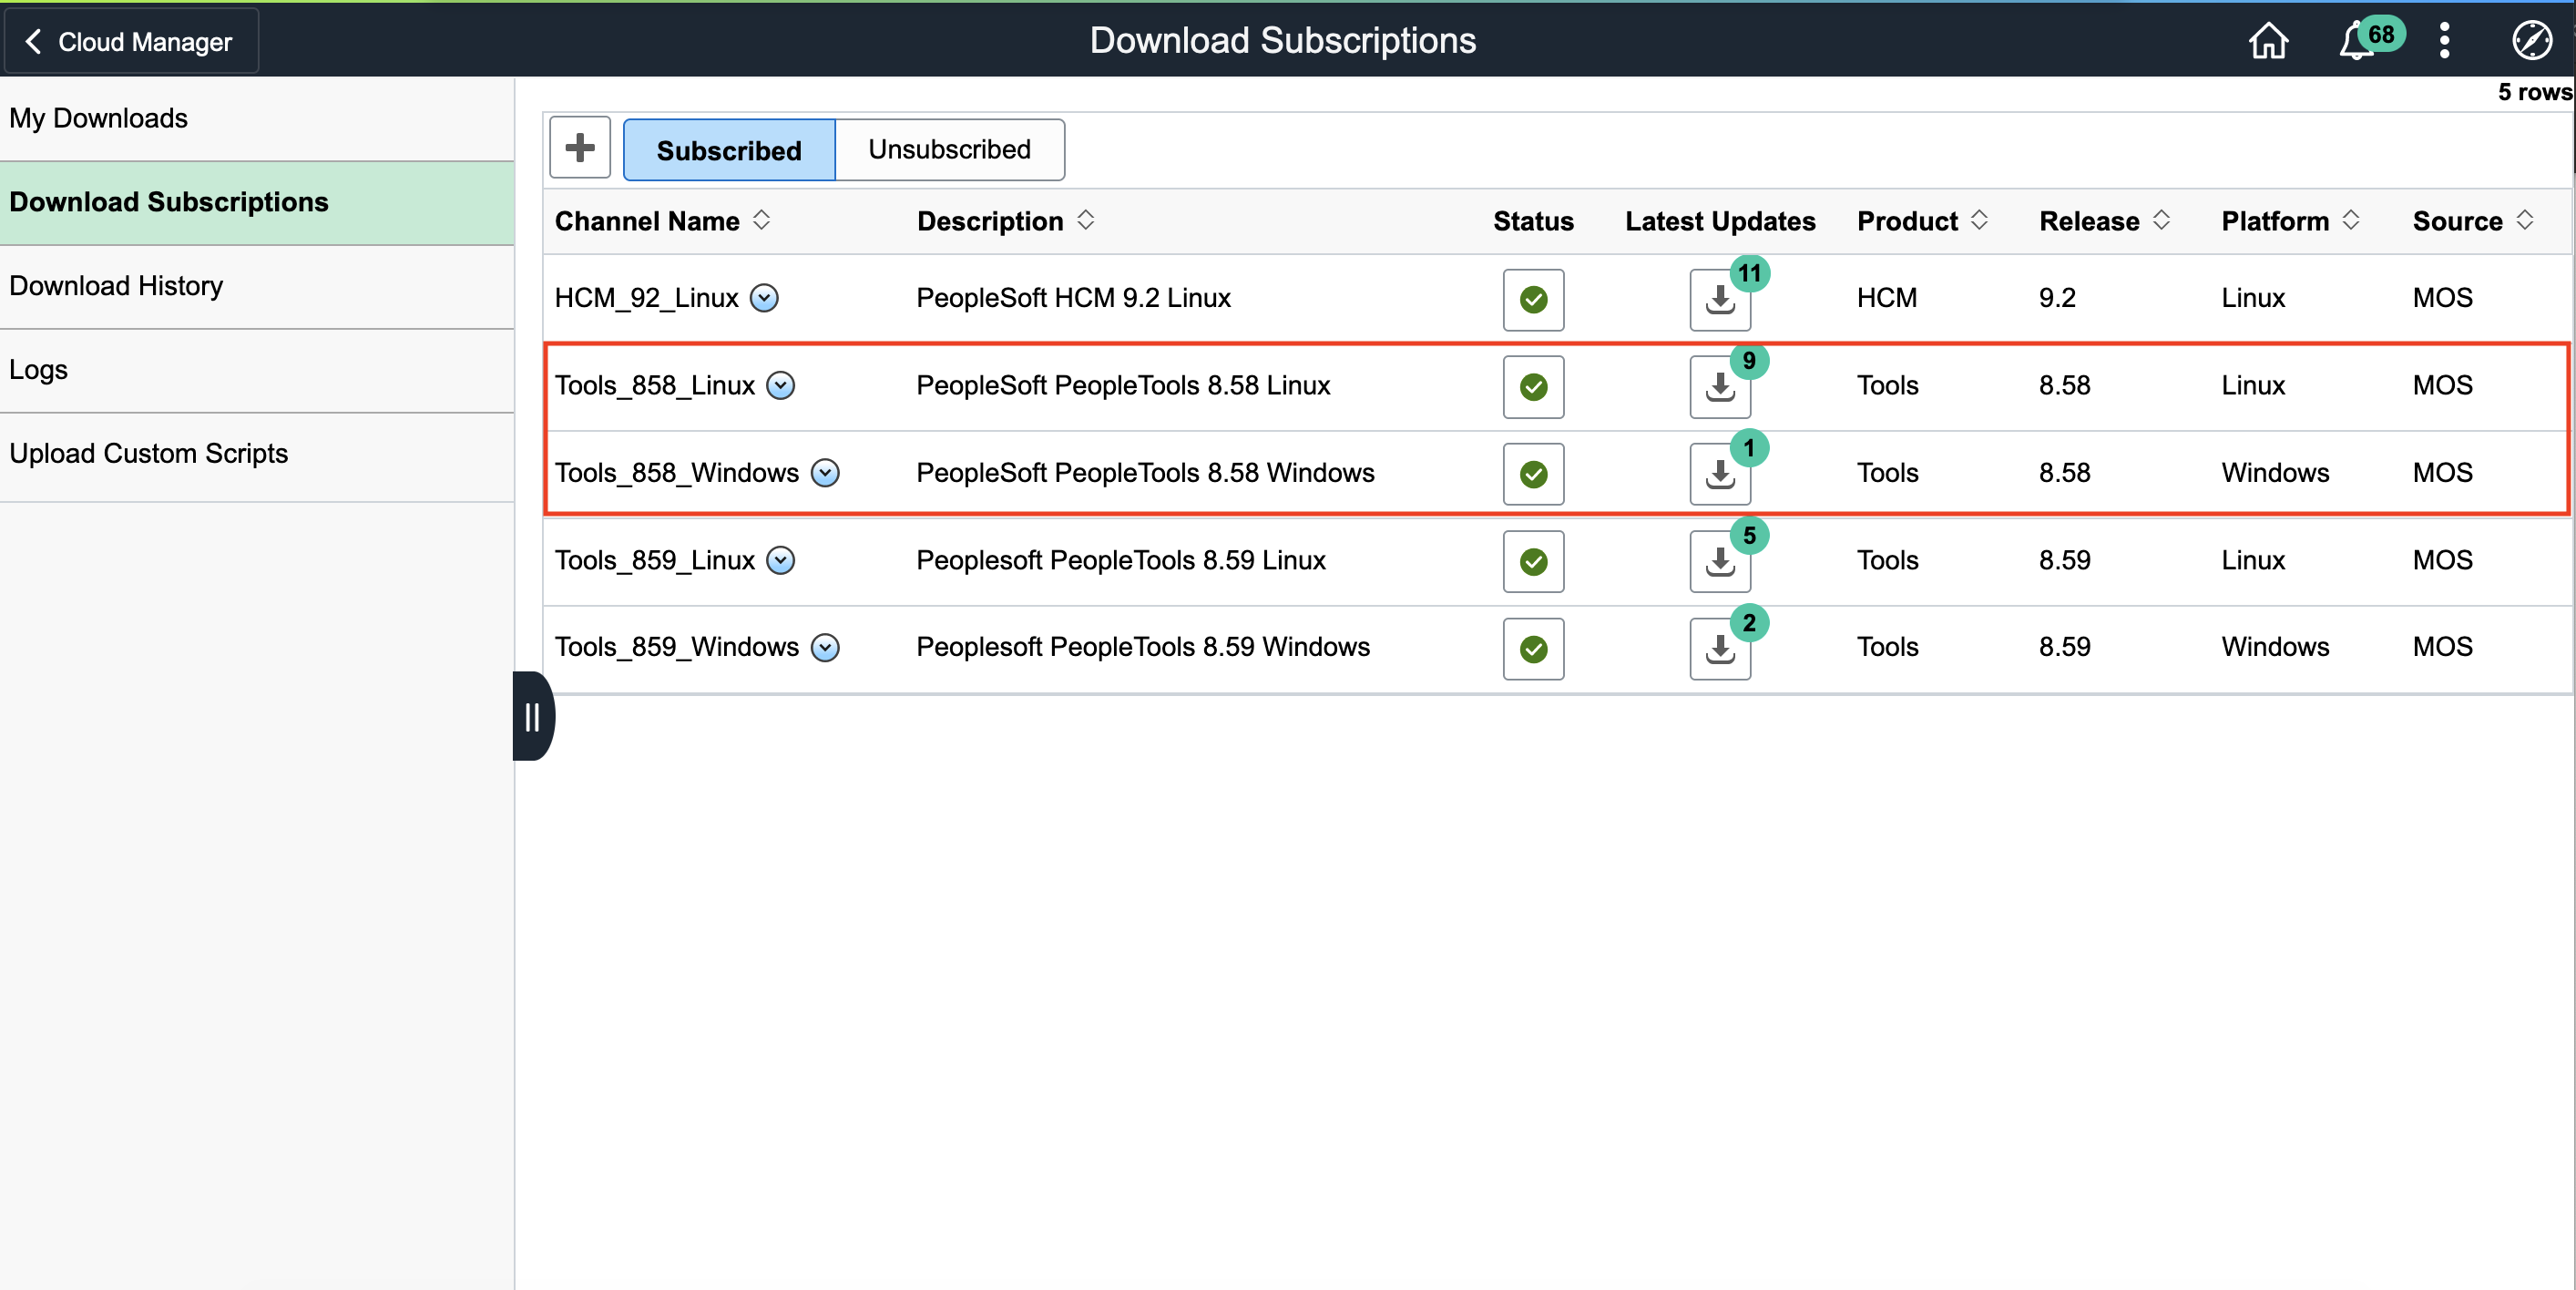 Cloud Manager
Download Subscriptions
68
5 rows
My Downloads
Download Subscriptions
Download History
Logs
Upload Custom Scripts
Subscribed Unsubscribed
Channel Name Description Status Latest Updates Product Release Platform Source
HCM_92_Linux PeopleSoft HCM 9.2 Linux 11 HCM 9.2 Linux MOS
Tools_858_Linux PeopleSoft PeopleTools 8.58 Linux 9 Tools 8.58 Linux MOS
Tools_858_Windows PeopleSoft PeopleTools 8.58 Windows 1 Tools 8.58 Windows MOS
Tools_859_Linux Peoplesoft PeopleTools 8.59 Linux 5 Tools 8.59 Linux MOS
Tools_859_Windows Peoplesoft PeopleTools 8.59 Windows 2 Tools 8.59 Windows MOS